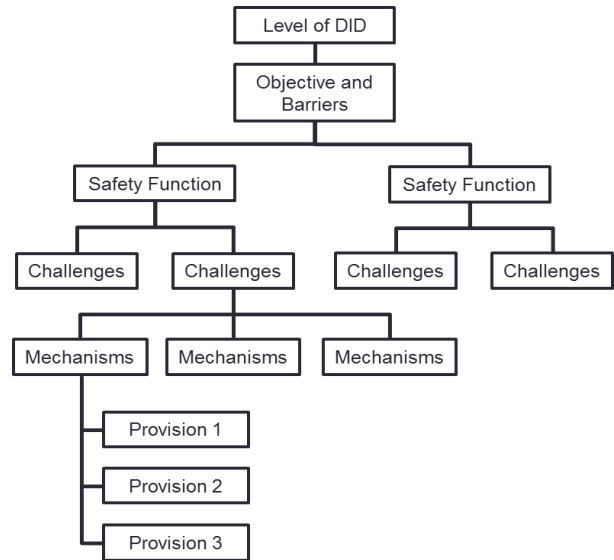 Level of DID
Objective and
Barriers
Safety Function
Safety Function
Challenges
Challenges
Challenges
Challenges
Mechanisms
Mechanisms
Mechanisms
Provision 1
Provision 2
Provision 3